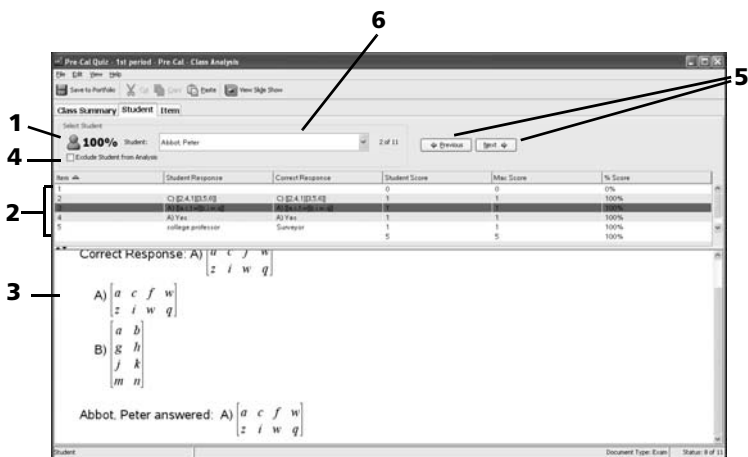 6
Pre Cal Quiz - 1st period - Pre-Cal - Class Analysis
File Edit View Help
Save to Portfolio Cut Copy Paste View Slide Show
5
Class Summary Student Item
Select Student
1
100% Student: Abbot, Peter 2 of 11 Previous Next
4
Exclude Student from Analysis
Item Student Response Correct Response Student Score Max Score % Score
1 0 0 0%
2 1 1 100%
3 1 1 100%
4 A) Yes A) Yes 1 1 100%
5 college professor Surveyor 1 1 100%
5 5 100%
2
Correct Response: A) a c f w
z i w q
3
A) a c f w
z i w q
a b
B) g h
j k
m n
Abbot, Peter answered: A) a c f w
z i w q
Student Document Type: Exam Status: 8 of 11